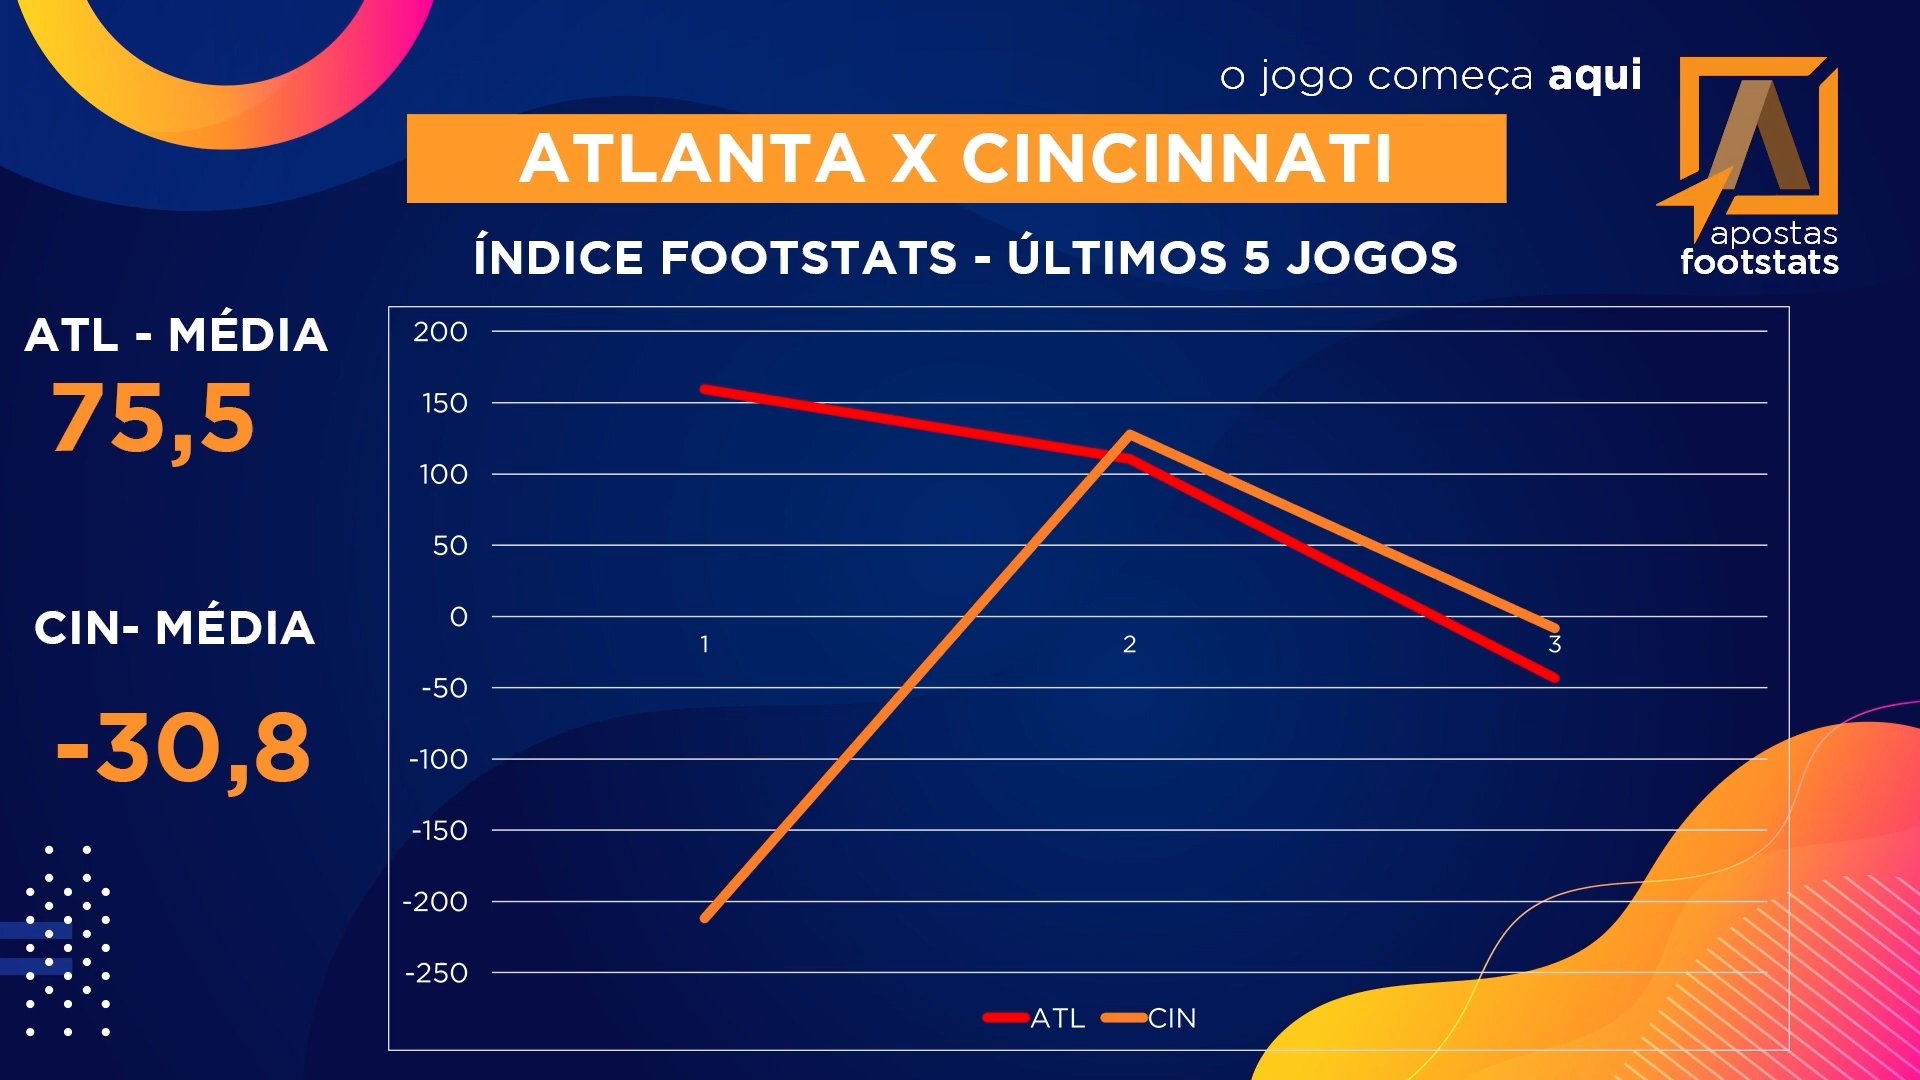 o jogo começa aqui
ATLANTA X CINCINNATI
apostas
footstats
ÍNDICE FOOTSTATS - ÚLTIMOS 5 JOGOS
ATL - MÉDIA
75,5
CIN- MÉDIA
-30,8
200
150
100
50
0
-50
-100
-150
-200
-250
1 2 3
ATL CIN